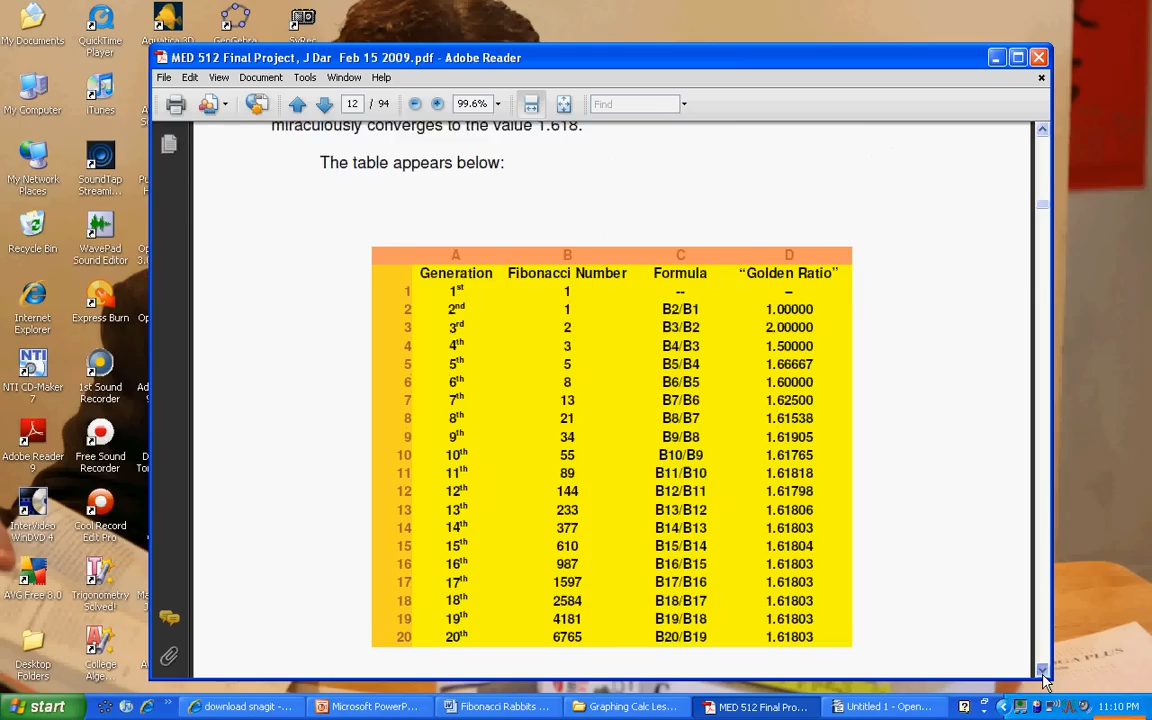 My Documents
QuickTime
Player
Aquatica 3D
GeoGebra
SyRec
MED 512 Final Project, J Dar  Feb 15 2009.pdf - Adobe Reader
File Edit View Document Tools Window Help
12 / 94 99.6% Find
My Computer
iTunes
miraculously converges to the value 1.618.
The table appears below:
My Network
Places
SoundTap
Streami...
Recycle Bin
WavePad
Sound Editor
A B C D
Generation Fibonacci Number Formula “Golden Ratio”
1 1st 1 -- –
2 2nd 1 B2/B1 1.00000
3 3rd 2 B3/B2 2.00000
4 4th 3 B4/B3 1.50000
5 5th 5 B5/B4 1.66667
6 6th 8 B6/B5 1.60000
7 7th 13 B7/B6 1.62500
8 8th 21 B8/B7 1.61538
9 9th 34 B9/B8 1.61905
10 10th 55 B10/B9 1.61765
11 11th 89 B11/B10 1.61818
12 12th 144 B12/B11 1.61798
13 13th 233 B13/B12 1.61806
14 14th 377 B14/B13 1.61803
15 15th 610 B15/B14 1.61804
16 16th 987 B16/B15 1.61803
17 17th 1597 B17/B16 1.61803
18 18th 2584 B18/B17 1.61803
19 19th 4181 B19/B18 1.61803
20 20th 6765 B20/B19 1.61803
Internet
Explorer
Express Burn
NTI CD-Maker
7
1st Sound
Recorder
Adobe Reader
9
Free Sound
Recorder
InterVideo
WinDVD 4
Cool Record
Edit Pro
AVG Free 8.0
Trigonometry
Solved!
Desktop
Folders
College
Alge...
start
download snagit -...
Microsoft PowerP...
Fibonacci Rabbits ...
Graphing Calc Les...
MED 512 Final Pro...
Untitled 1 - Open...
11:10 PM